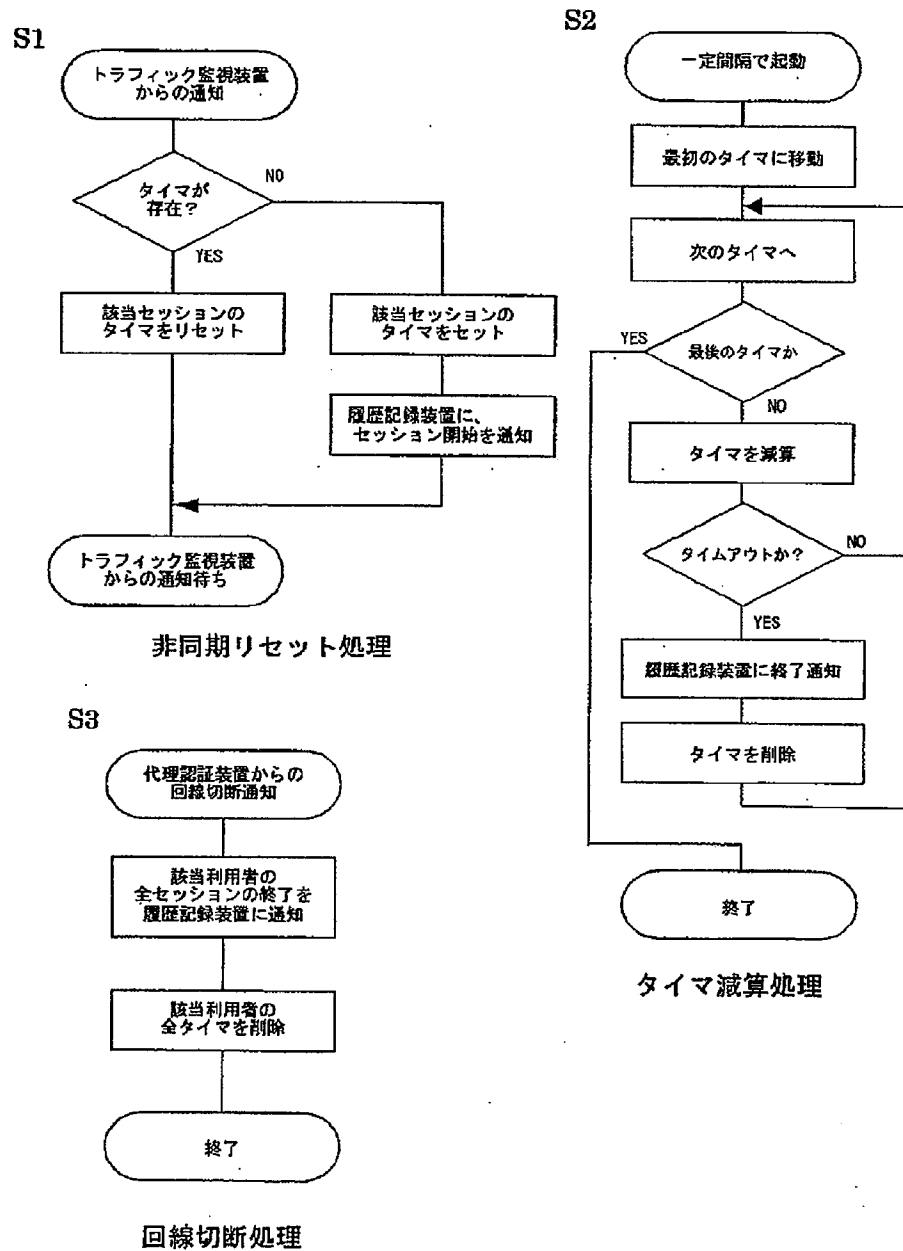 S1
トラフィック監視装置
からの通知
タイマが
存在？
NO
YES
該当セッションの
タイマをリセット
該当セッションの
タイマをセット
履歴記録装置に、
セッション開始を通知
トラフィック監視装置
からの通知待ち
非同期リセット処理
S2
一定間隔で起動
最初のタイマに移動
次のタイマへ
最後のタイマか
YES
NO
タイマを減算
タイムアウトか？
NO
YES
履歴記録装置に終了通知
タイマを削除
終了
タイマ減算処理
S3
代理認証装置からの
回線切断通知
該当利用者の
全セッションの終了を
履歴記録装置に通知
該当利用者の
全タイマを削除
終了
回線切断処理